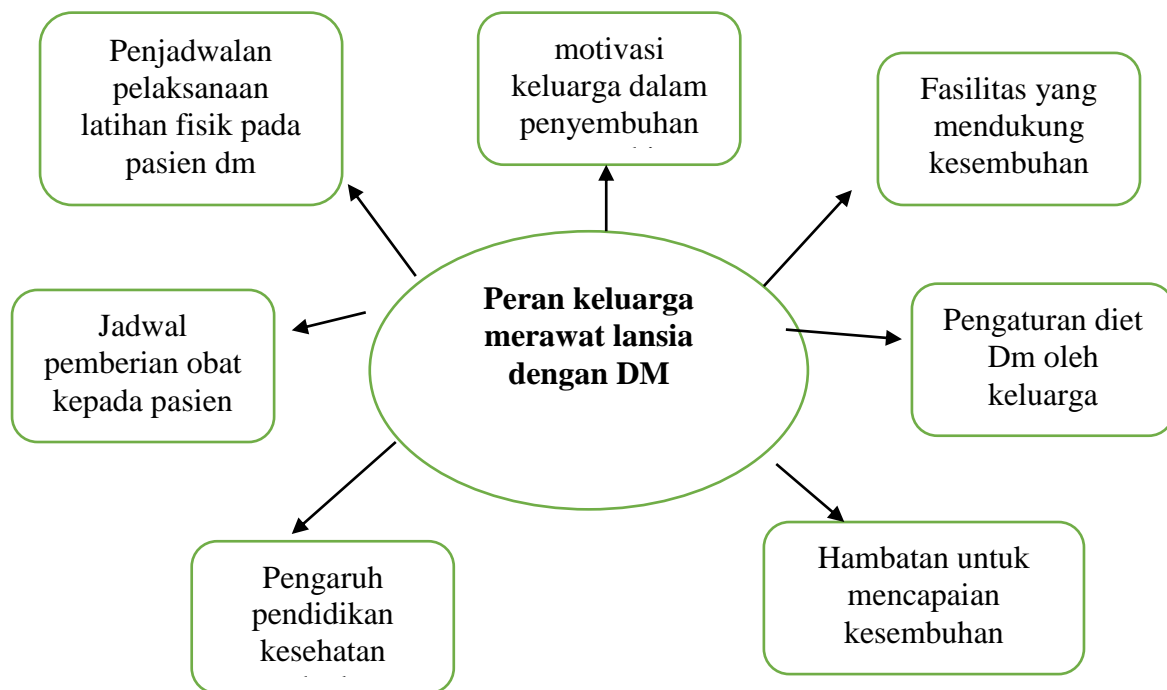 Penjadwalan
pelaksanaan
latihan fisik pada
pasien dm
motivasi
keluarga dalam
penyembuhan
Fasilitas yang
mendukung
kesembuhan
Peran keluarga
merawat lansia
dengan DM
Jadwal
pemberian obat
kepada pasien
Pengaturan diet
Dm oleh
keluarga
Pengaruh
pendidikan
kesehatan
Hambatan untuk
mencapaian
kesembuhan